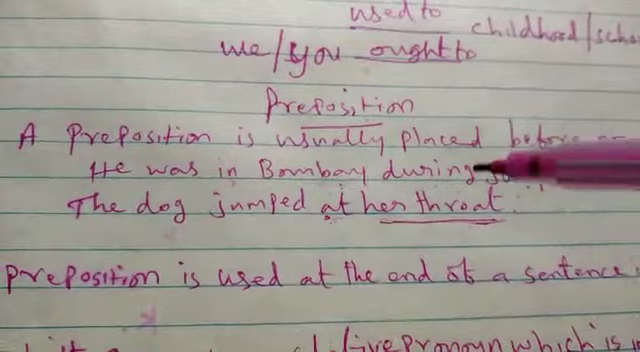 used to childhood/
we/you ought to
Preposition
A Preposition is usually placed before
He was in Bombay during
The dog jumped at her throat.
Preposition is used at the end of a sentence
Pronoun which is